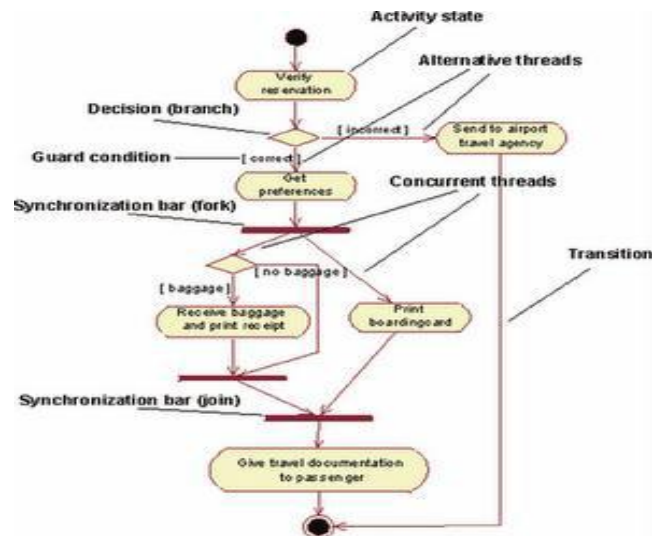 Activity state
Alternative threads
Verify
reservation
Decision (branch)
[ incorrect ]
Send to airport
travel agency
Guard condition
[ correct ]
Get
preferences
Concurrent threads
Synchronization bar (fork)
Transition
[ no baggage ]
[ baggage ]
Receive baggage
and print receipt
Print
boardingcard
Synchronization bar (join)
Give travel documentation
to passenger